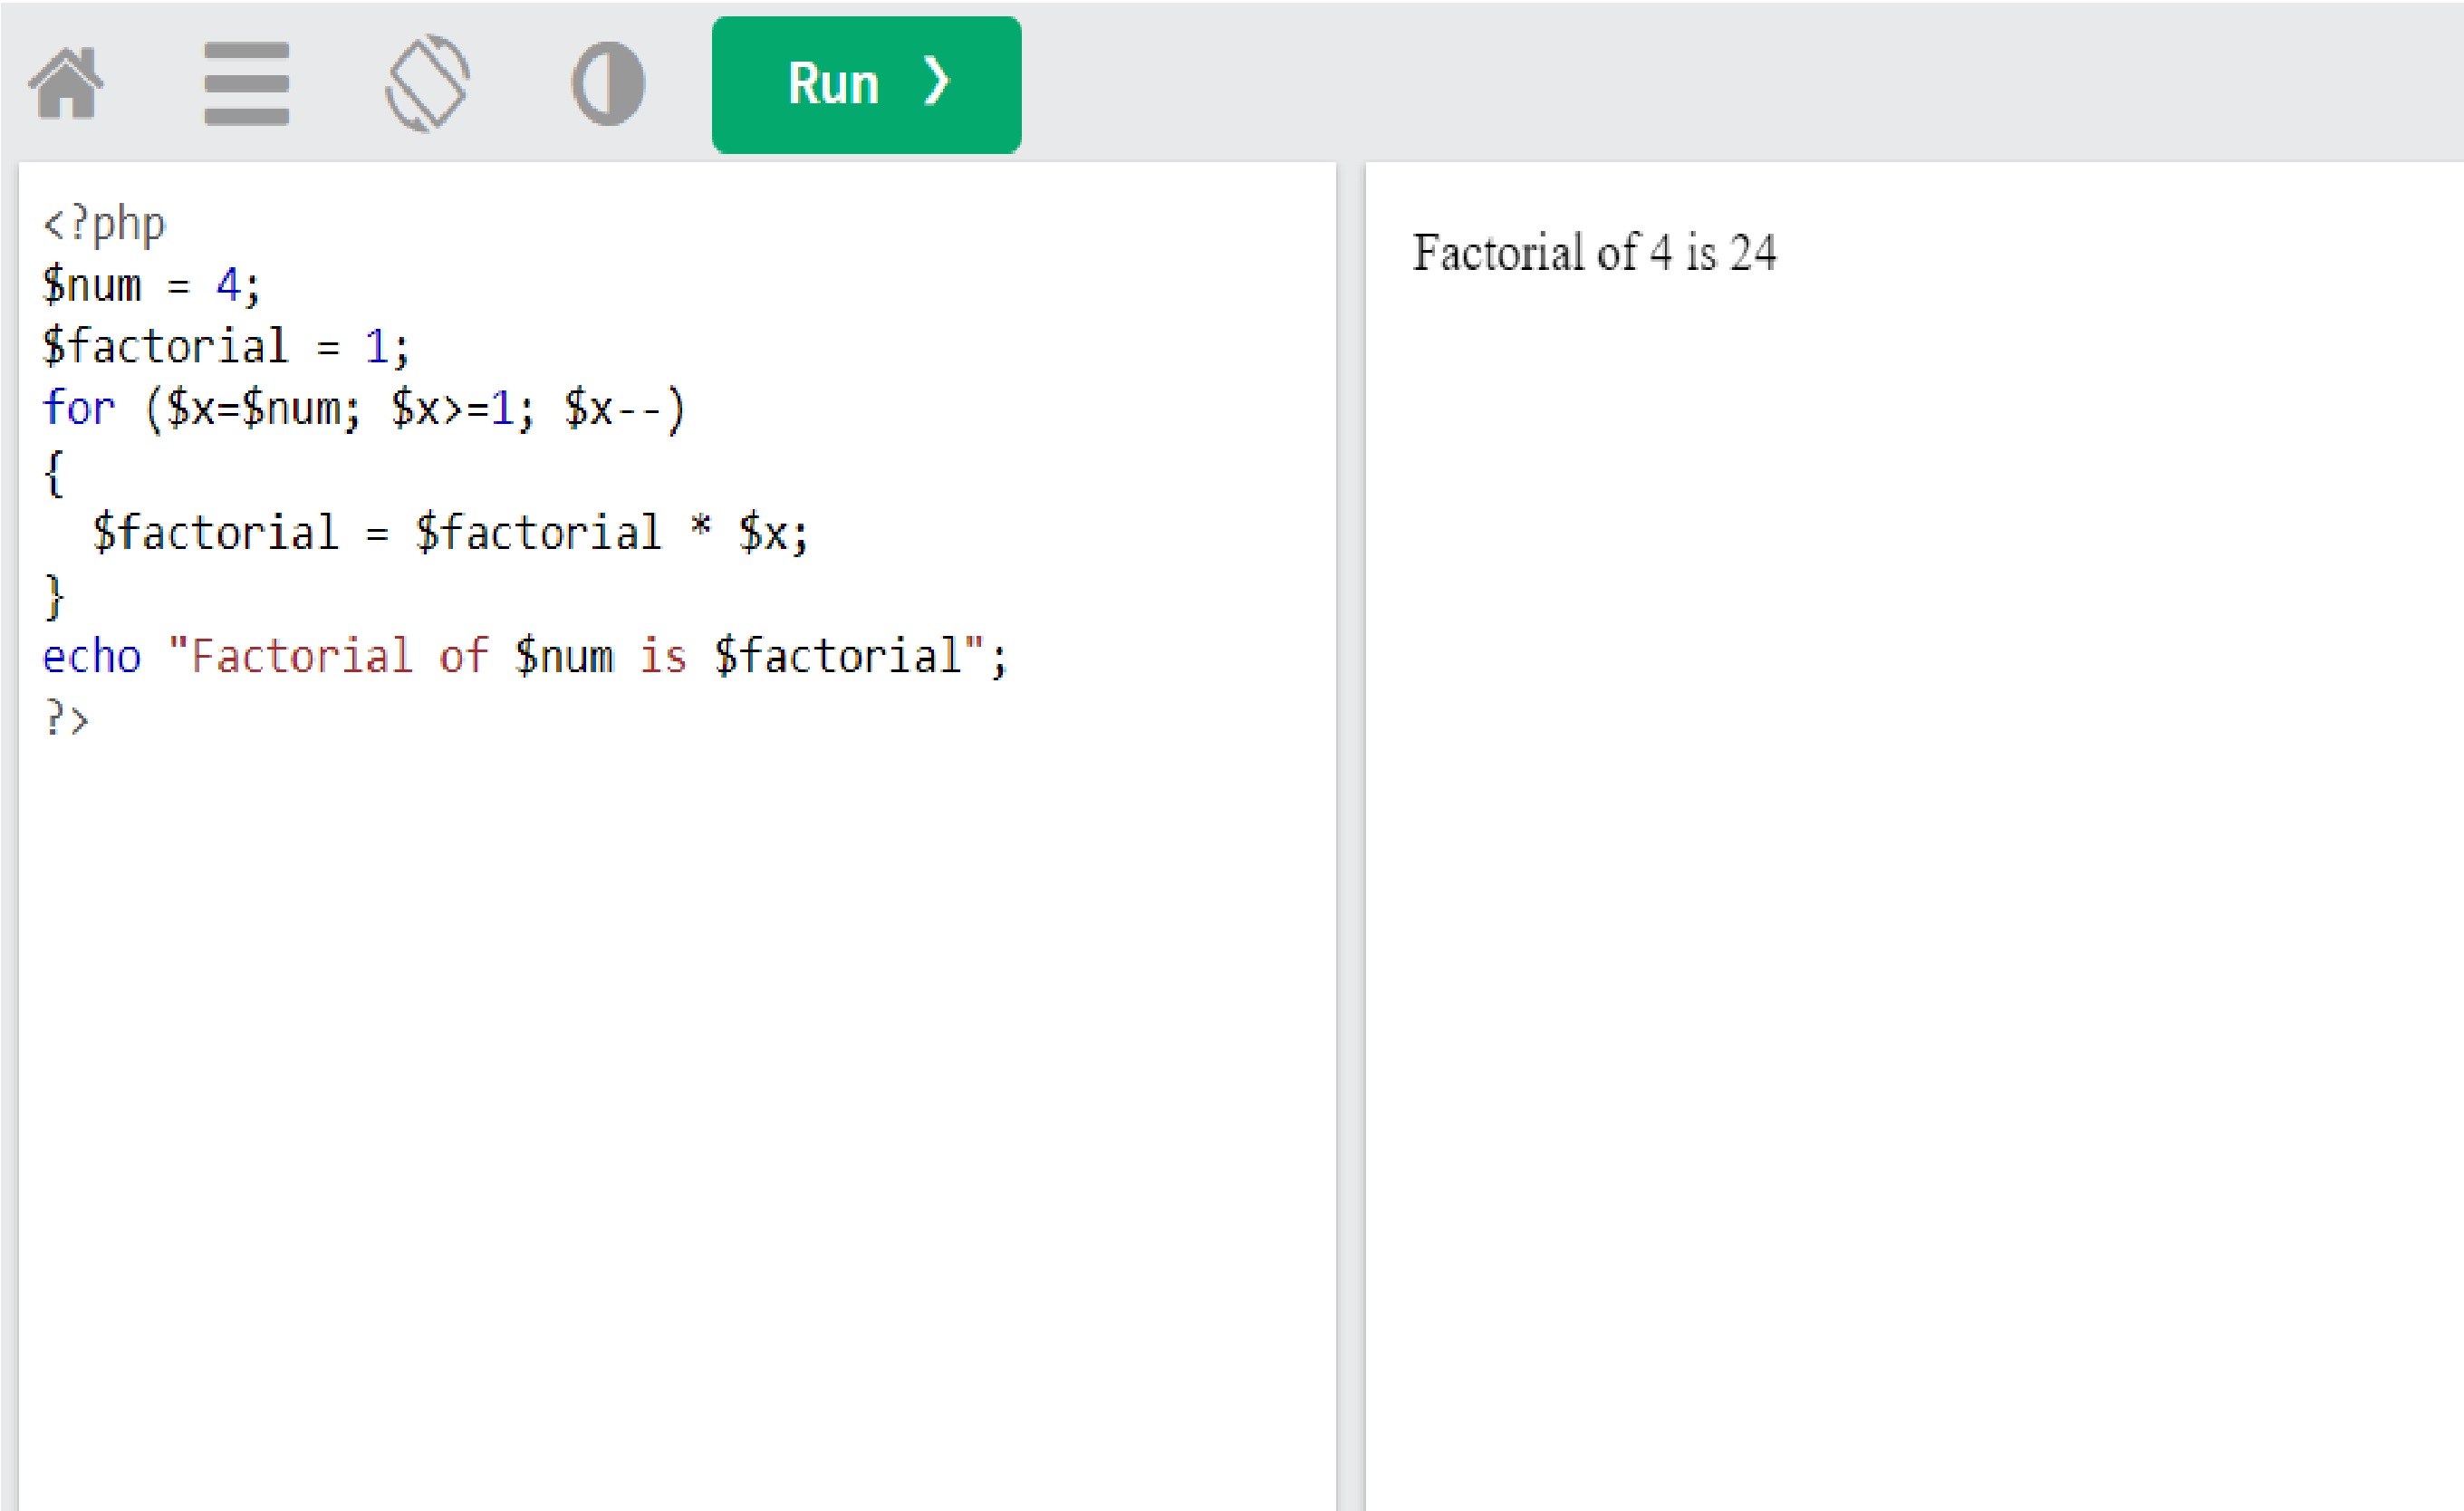 Run ❯
<?php
$num = 4;
$factorial = 1;
for ($x=$num; $x>=1; $x--)
{
  $factorial = $factorial * $x;
}
echo "Factorial of $num is $factorial";
?>
Factorial of 4 is 24